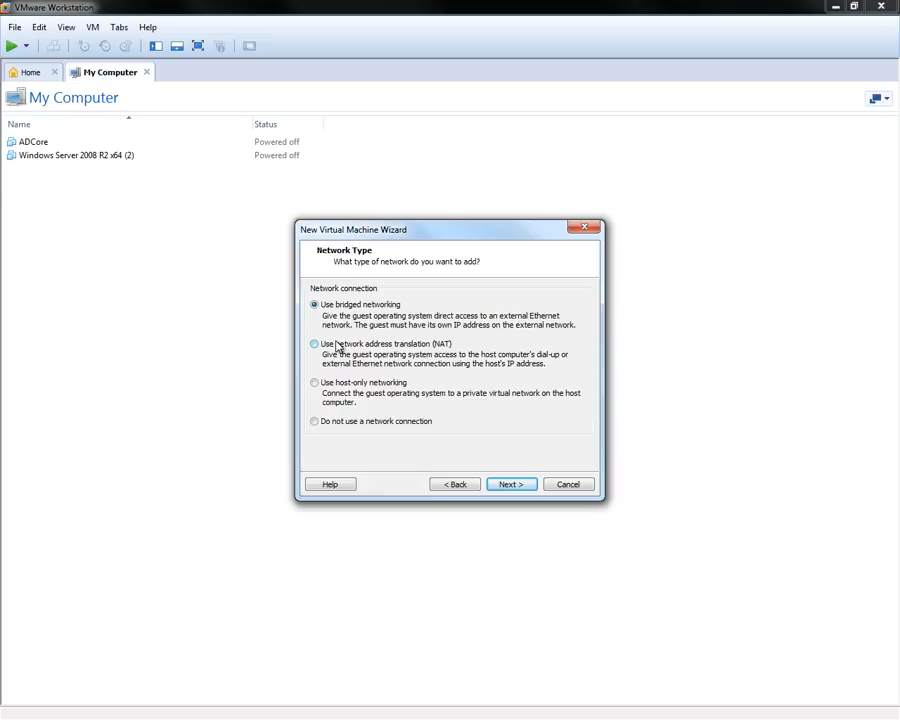 VMware Workstation
File Edit View VM Tabs Help
Home My Computer
My Computer
Name Status
ADCore Powered off
Windows Server 2008 R2 x64 (2) Powered off
New Virtual Machine Wizard
Network Type
What type of network do you want to add?
Network connection
Use bridged networking
Give the guest operating system direct access to an external Ethernet
network. The guest must have its own IP address on the external network.
Use network address translation (NAT)
Give the guest operating system access to the host computer's dial-up or
external Ethernet network connection using the host's IP address.
Use host-only networking
Connect the guest operating system to a private virtual network on the host
computer.
Do not use a network connection
Help < Back Next > Cancel